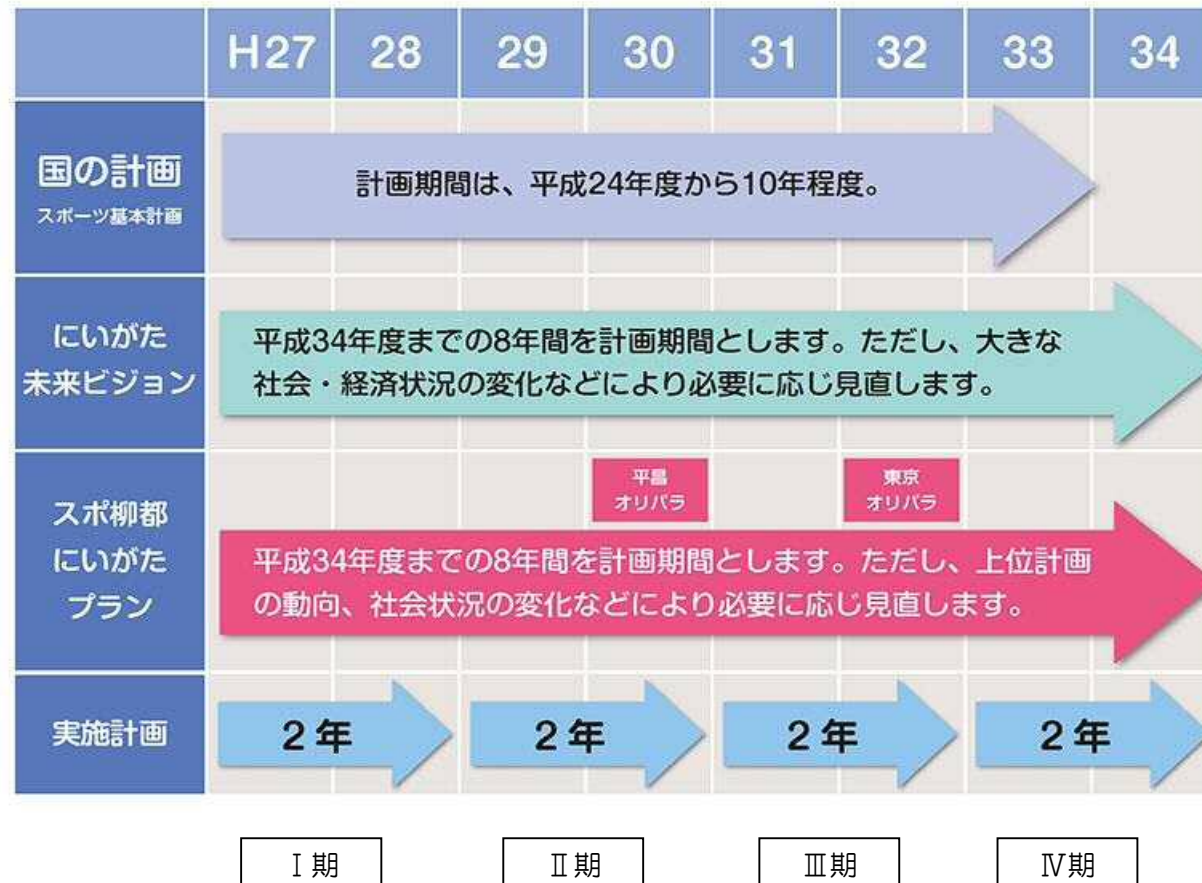 H27 28 29 30 31 32 33 34
国の計画
スポーツ基本計画
計画期間は、平成24年度から10年程度。
にいがた
未来ビジョン
平成34年度までの8年間を計画期間とします。ただし、大きな
社会・経済状況の変化などにより必要に応じ見直します。
スポ柳都
にいがた
プラン
平昌
オリパラ
東京
オリパラ
平成34年度までの8年間を計画期間とします。ただし、上位計画
の動向、社会状況の変化などにより必要に応じ見直します。
実施計画
2年 2年 2年 2年
Ⅰ期 Ⅱ期 Ⅲ期 Ⅳ期